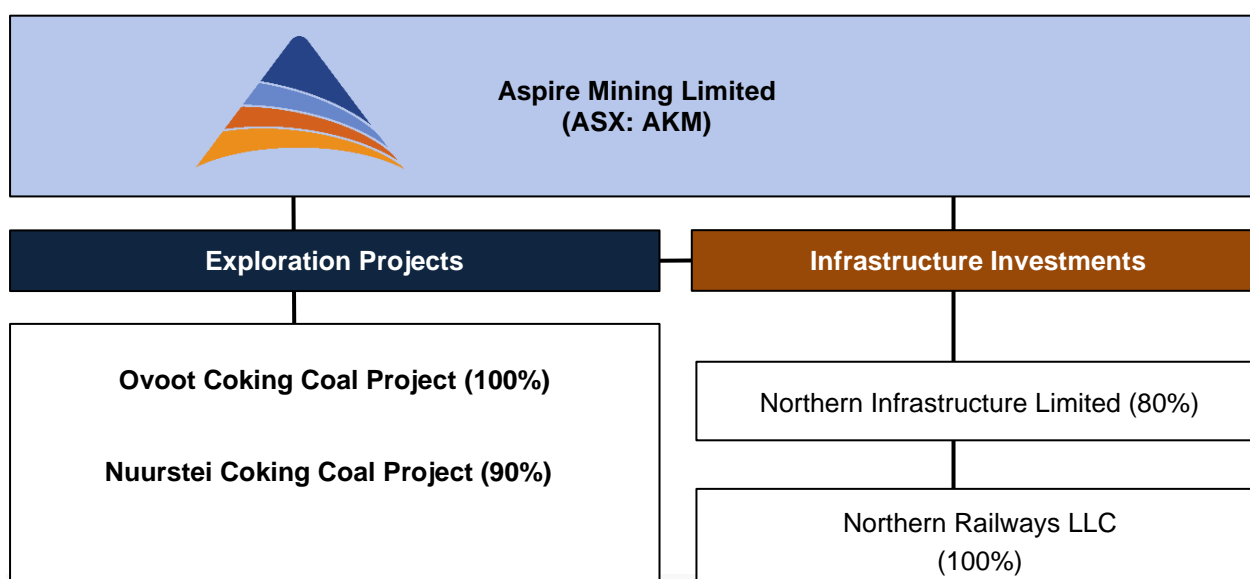 Aspire Mining Limited
(ASX: AKM)
Exploration Projects
Infrastructure Investments
Ovoot Coking Coal Project (100%)
Nuurstei Coking Coal Project (90%)
Northern Infrastructure Limited (80%)
Northern Railways LLC
(100%)